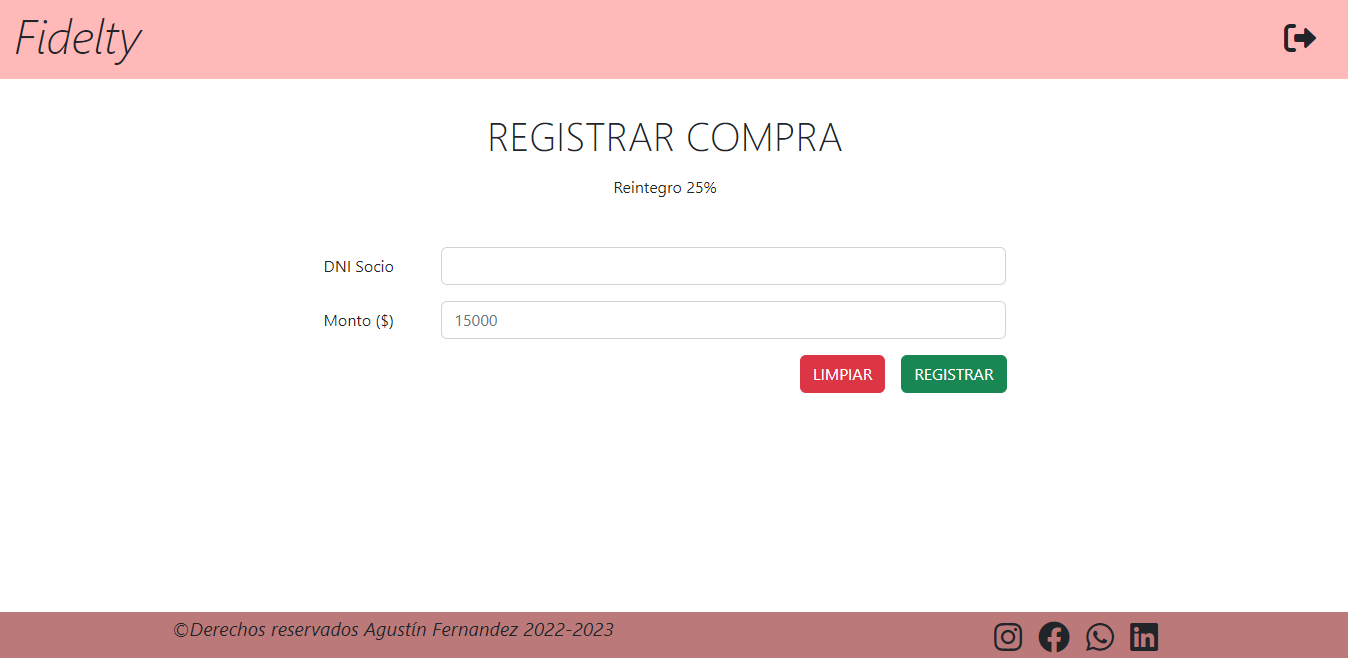 Fidelty
REGISTRAR COMPRA
Reintegro 25%
DNI Socio
Monto ($)
15000
LIMPIAR
REGISTRAR
©Derechos reservados Agustín Fernandez 2022-2023